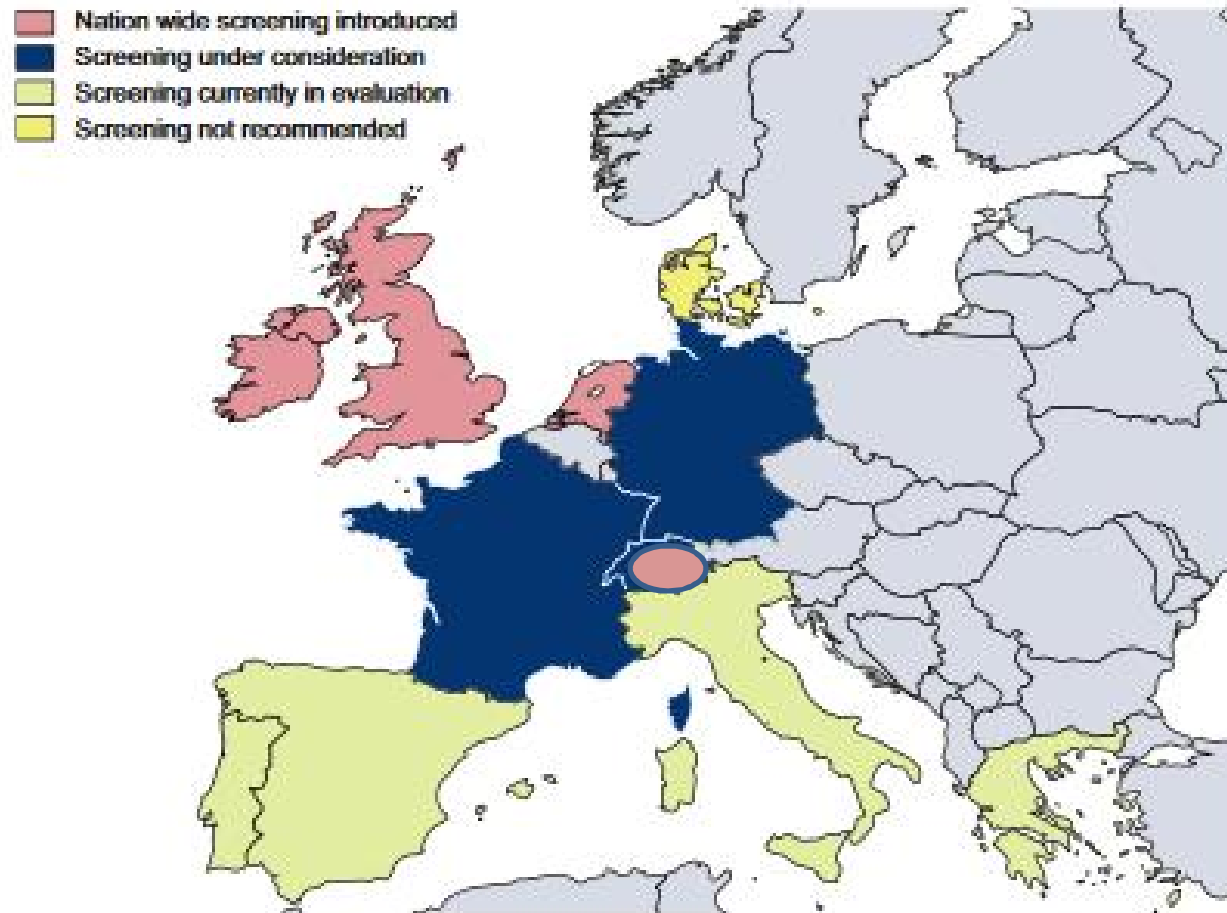 Nation wide screening introduced
Screening under consideration
Screening currently in evaluation
Screening not recommended